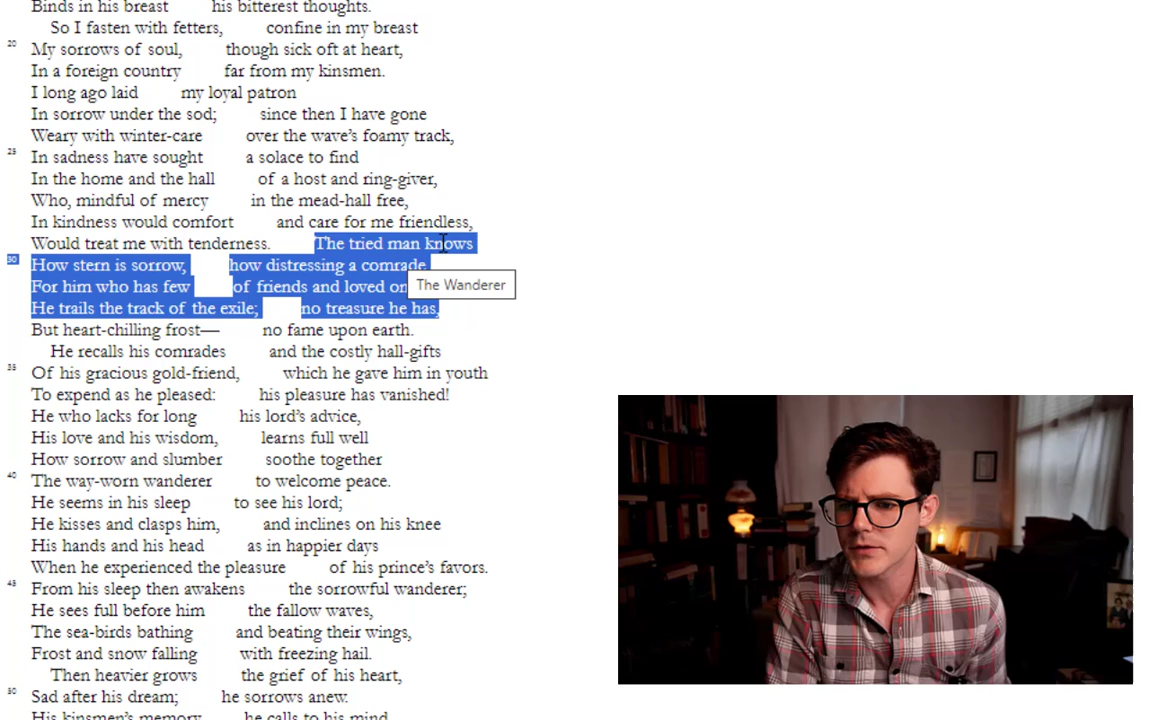 Binds in his breast his bitterest thoughts.
So I fasten with fetters, confine in my breast
20 My sorrows of soul, though sick oft at heart,
In a foreign country far from my kinsmen.
I long ago laid my loyal patron
In sorrow under the sod; since then I have gone
Weary with winter-care over the wave's foamy track,
25 In sadness have sought a solace to find
In the home and the hall of a host and ring-giver,
Who, mindful of mercy in the mead-hall free,
In kindness would comfort and care for me friendless,
Would treat me with tenderness. The tried man knows
30 How stern is sorrow, how distressing a comrade
For him who has few of friends and loved on
The Wanderer
He trails the track of the exile; no treasure he has,
But heart-chilling frost— no fame upon earth.
He recalls his comrades and the costly hall-gifts
35 Of his gracious gold-friend, which he gave him in youth
To expend as he pleased: his pleasure has vanished!
He who lacks for long his lord's advice,
His love and his wisdom, learns full well
How sorrow and slumber soothe together
40 The way-worn wanderer to welcome peace.
He seems in his sleep to see his lord;
He kisses and clasps him, and inclines on his knee
His hands and his head as in happier days
When he experienced the pleasure of his prince's favors.
45 From his sleep then awakens the sorrowful wanderer;
He sees full before him the fallow waves,
The sea-birds bathing and beating their wings,
Frost and snow falling with freezing hail.
Then heavier grows the grief of his heart,
50 Sad after his dream; he sorrows anew.
His kinsmen's memory he calls to his mind